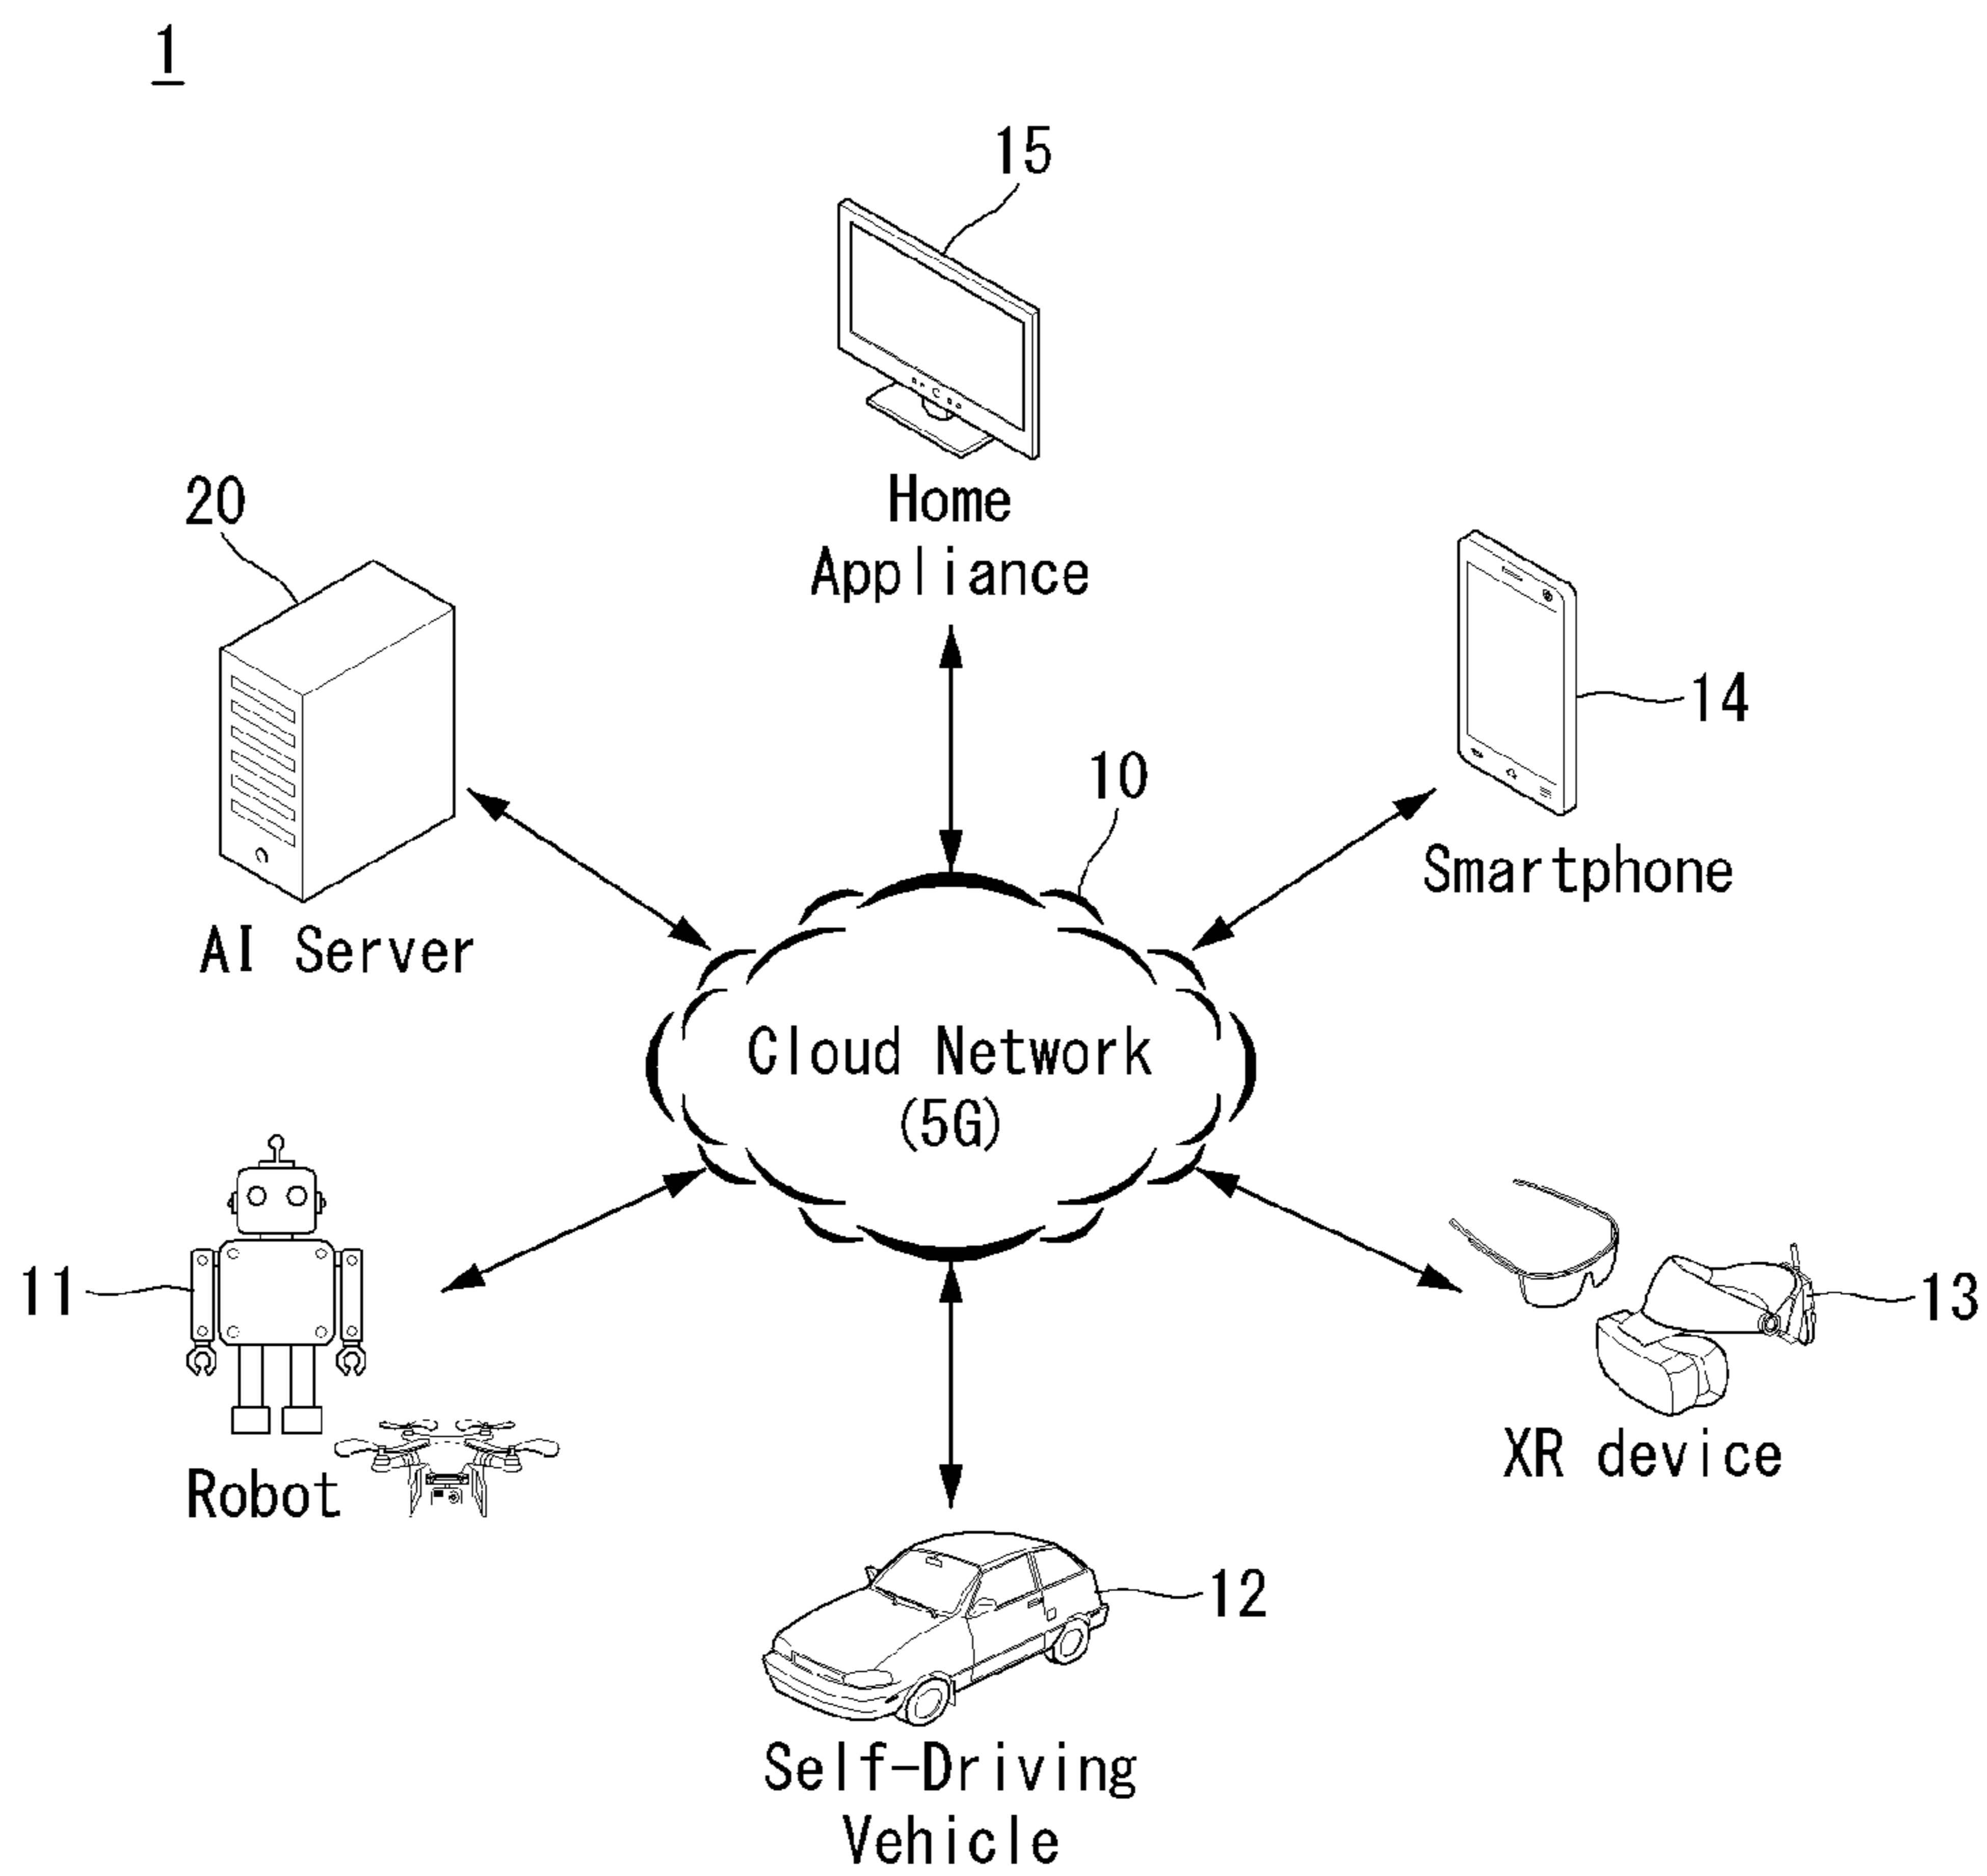 1
15
Home
Appliance
20
14
Smartphone
10
AI Server
Cloud Network
(5G)
11
Robot
13
XR device
12
Self-Driving
Vehicle